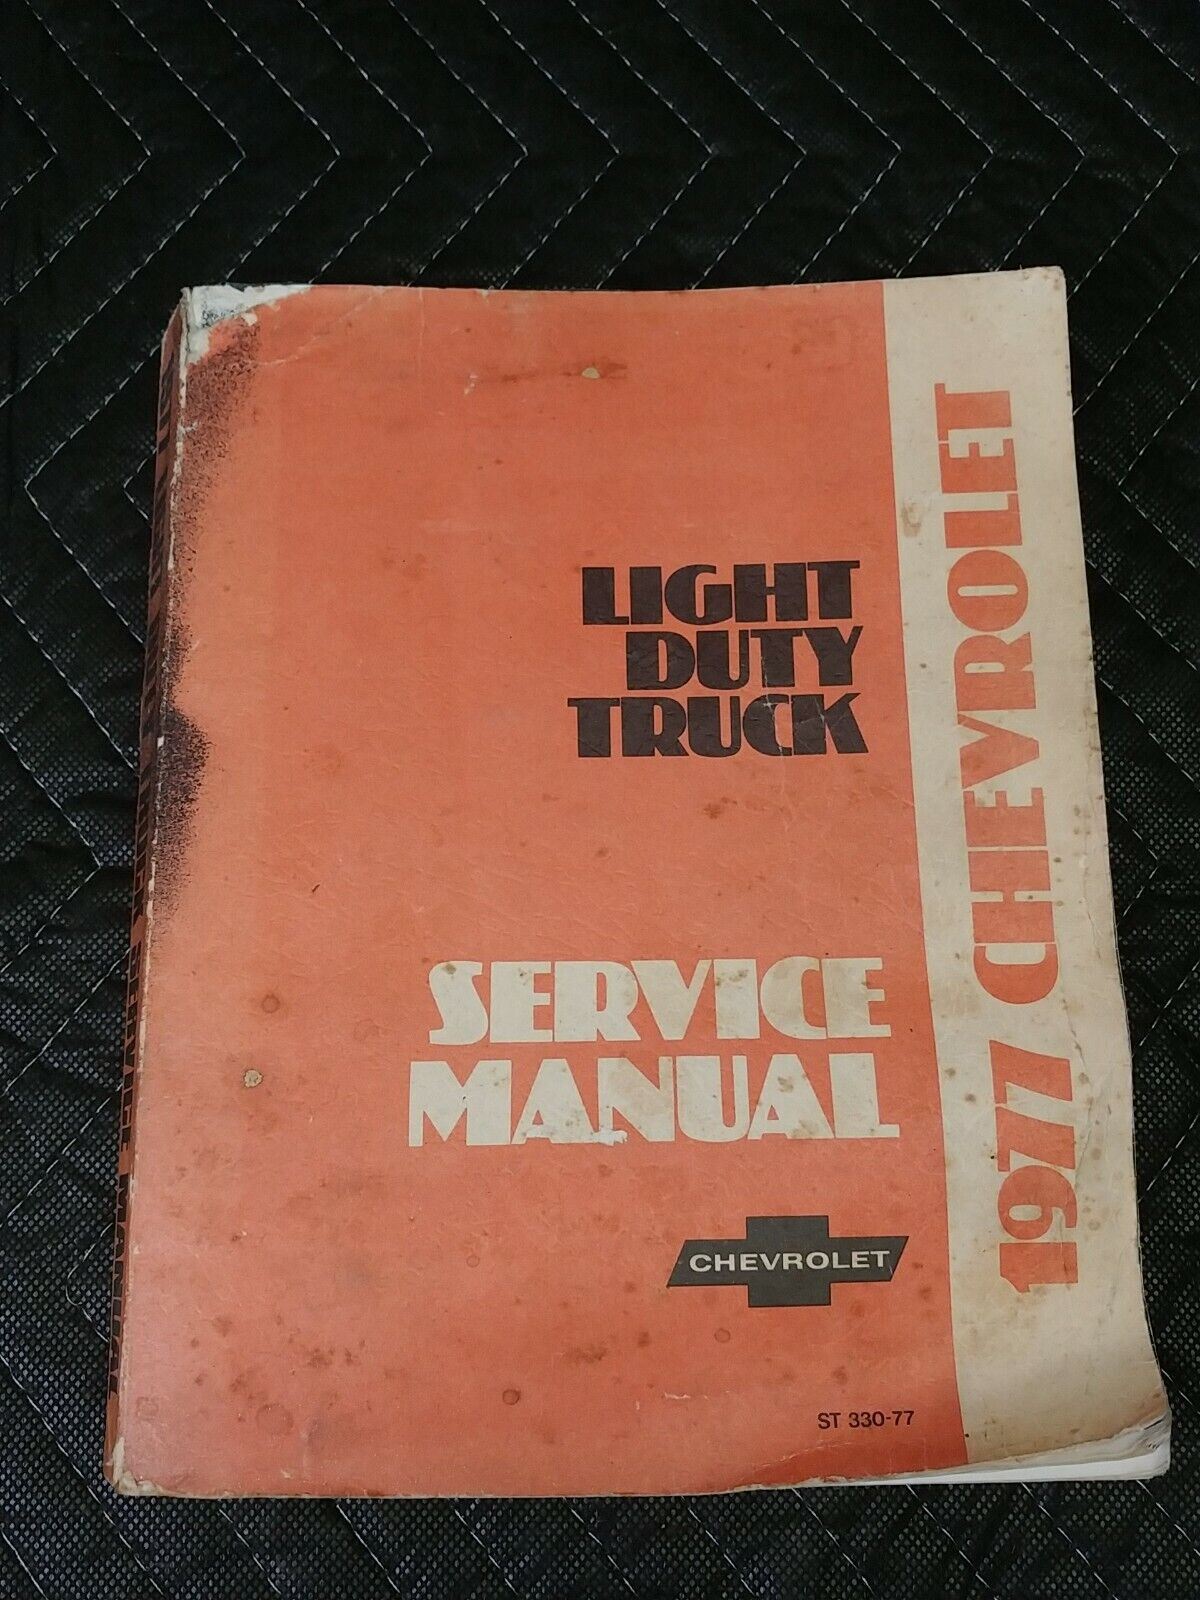 LIGHT
DUTY
TRUCK
SERVICE
MANUAL
CHEVROLET
ST 330-77
1977 CHEVROLET